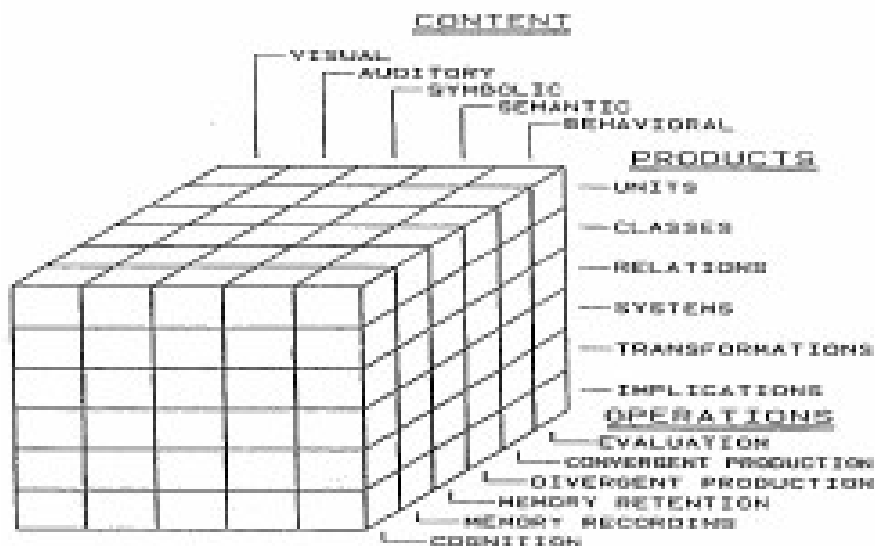 CONTENT
VISUAL
AUDITORY
SYMBOLIC
SEMANTIC
BEHAVIORAL
PRODUCTS
UNITS
CLASSES
RELATIONS
SYSTEMS
TRANSFORMATIONS
IMPLICATIONS
OPERATIONS
EVALUATION
CONVERGENT PRODUCTION
DIVERGENT PRODUCTION
MEMORY RETENTION
MEMORY RECORDING
COGNITION